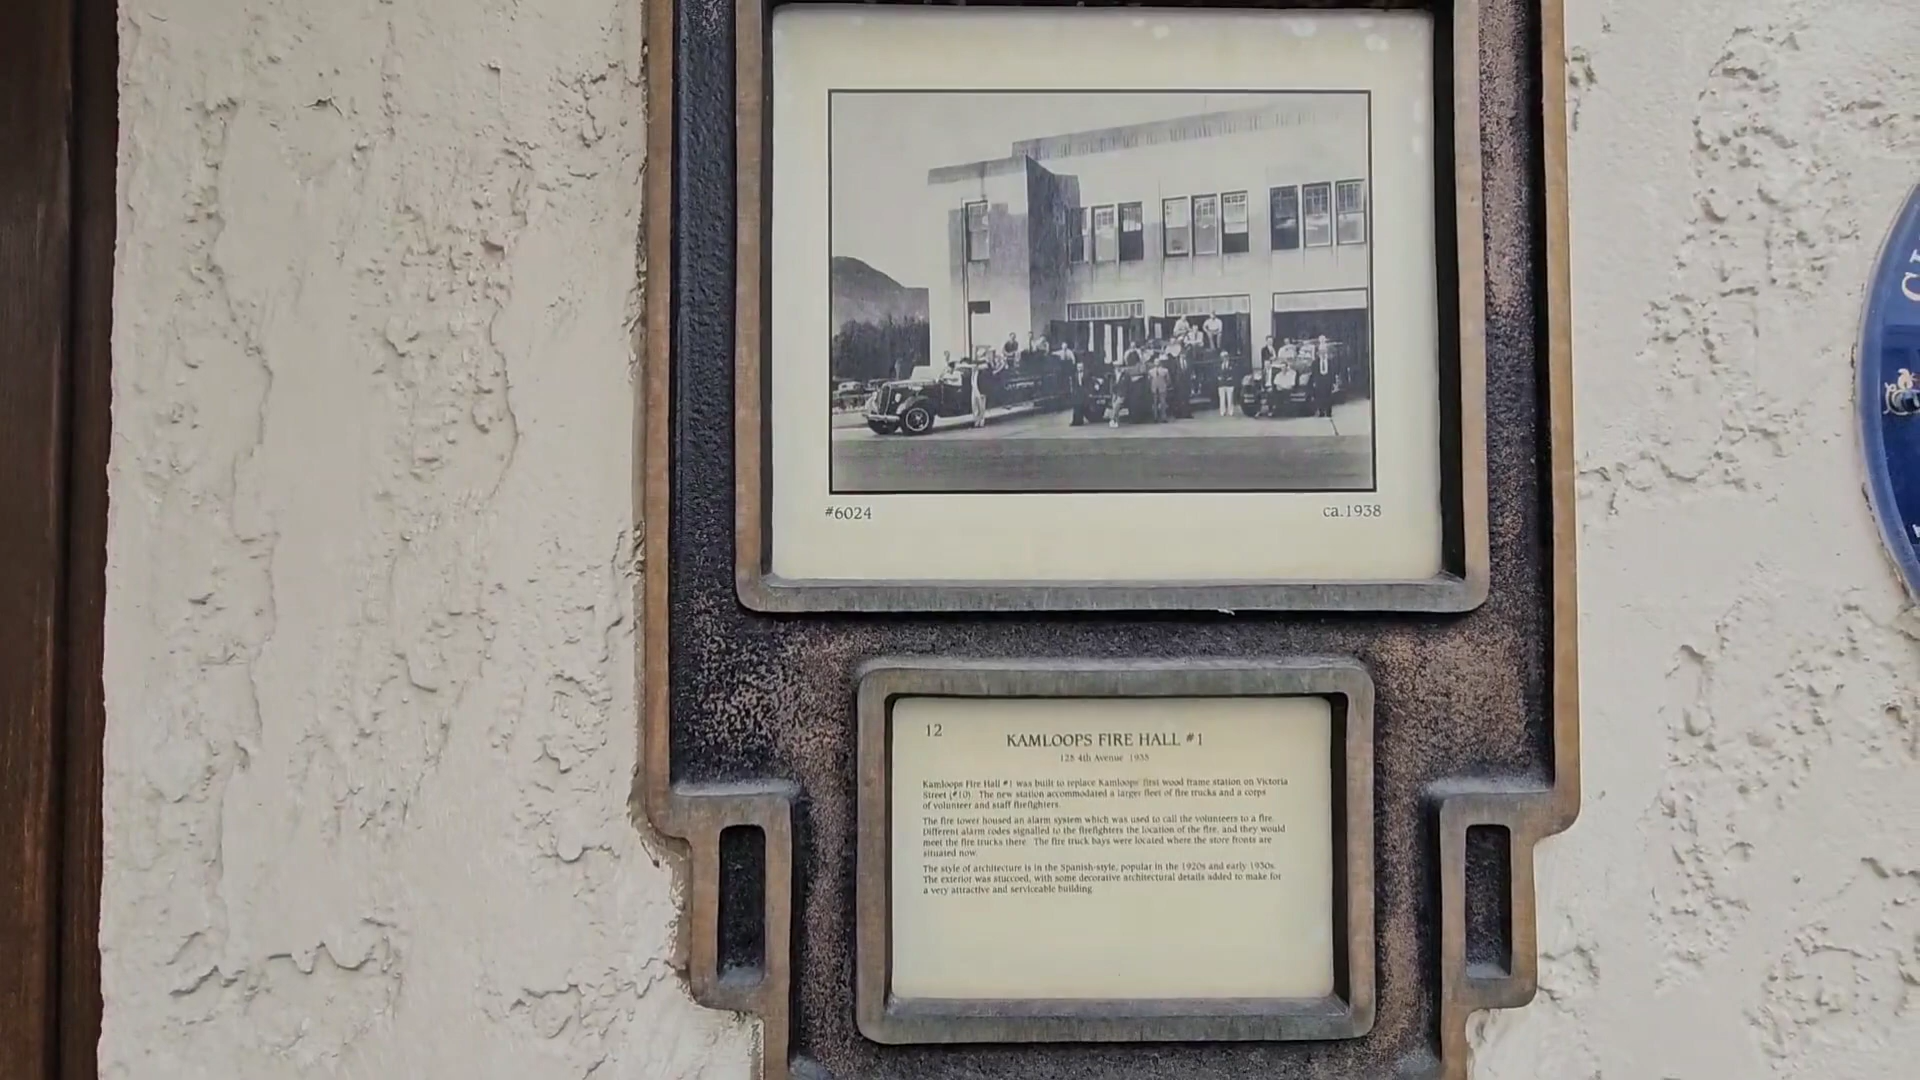 #6024
ca.1938
12
KAMLOOPS FIRE HALL #1
128 4th Avenue 1935
Kamloops Fire Hall #1 was built to replace Kamloops' first wood frame station on Victoria
Street (#10). The new station accommodated a larger fleet of fire trucks and a corps
of volunteer and staff firefighters.
The fire tower housed an alarm system which was used to call the volunteers to a fire.
Different alarm codes signalled to the firefighters the location of the fire, and they would
meet the fire trucks there. The fire truck bays were located where the store fronts are
situated now.
The style of architecture is in the Spanish-style, popular in the 1920s and early 1930s.
The exterior was stuccoed, with some decorative architectural details added to make for
a very attractive and serviceable building.